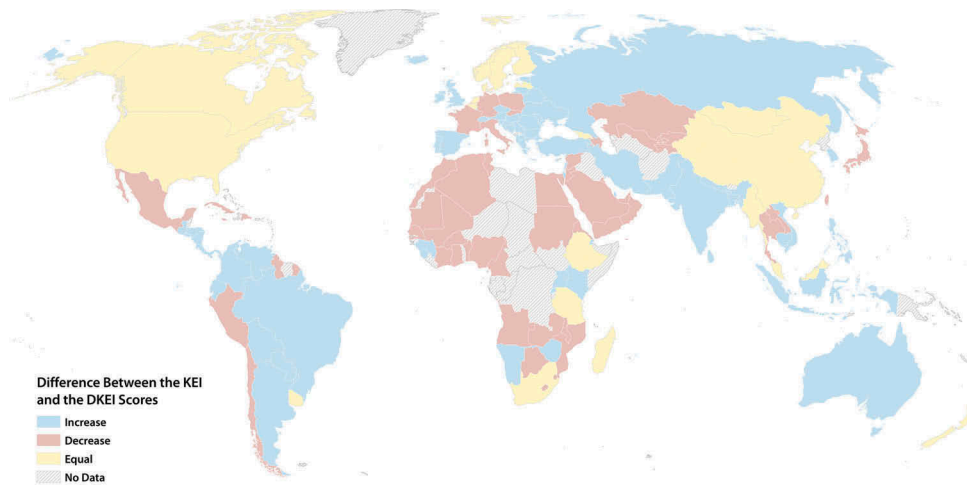 Difference Between the KEI
and the DKEI Scores
Increase
Decrease
Equal
No Data